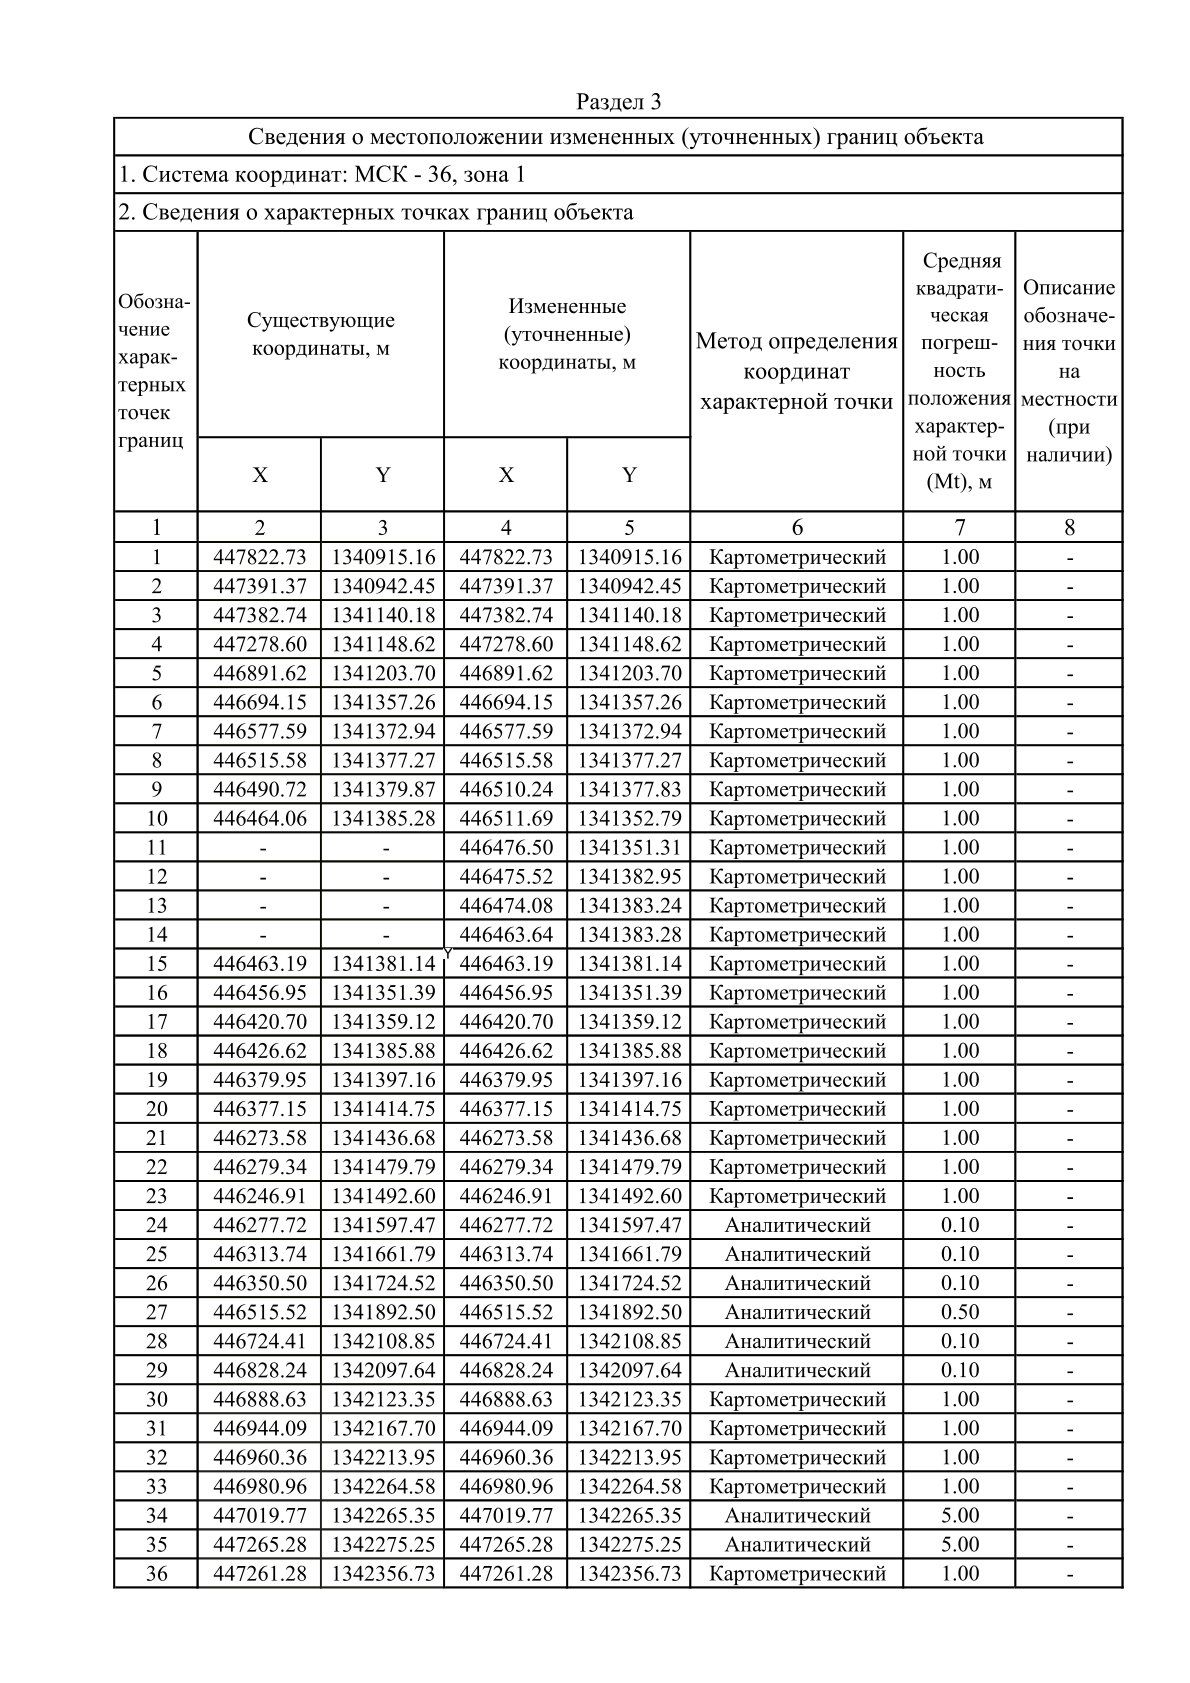 Раздел 3
Сведения о местоположении измененных (уточненных) границ объекта
1. Система координат: МСК - 36, зона 1
2. Сведения о характерных точках границ объекта
Обозна-
чение
харак-
терных
точек
границ
Существующие
координаты, м
Измененные
(уточненные)
координаты, м
Метод определения
координат
характерной точки
Средняя
квадрати-
ческая
погреш-
ность
положения
характер-
ной точки
(Mt), м
Описание
обозначе-
ния точки
на
местности
(при
наличии)
X Y X Y
1 2 3 4 5 6 7 8
1 447822.73 1340915.16 447822.73 1340915.16 Картометрический 1.00 -
2 447391.37 1340942.45 447391.37 1340942.45 Картометрический 1.00 -
3 447382.74 1341140.18 447382.74 1341140.18 Картометрический 1.00 -
4 447278.60 1341148.62 447278.60 1341148.62 Картометрический 1.00 -
5 446891.62 1341203.70 446891.62 1341203.70 Картометрический 1.00 -
6 446694.15 1341357.26 446694.15 1341357.26 Картометрический 1.00 -
7 446577.59 1341372.94 446577.59 1341372.94 Картометрический 1.00 -
8 446515.58 1341377.27 446515.58 1341377.27 Картометрический 1.00 -
9 446490.72 1341379.87 446510.24 1341377.83 Картометрический 1.00 -
10 446464.06 1341385.28 446511.69 1341352.79 Картометрический 1.00 -
11 - - 446476.50 1341351.31 Картометрический 1.00 -
12 - - 446475.52 1341382.95 Картометрический 1.00 -
13 - - 446474.08 1341383.24 Картометрический 1.00 -
14 - - 446463.64 1341383.28 Картометрический 1.00 -
Y
15 446463.19 1341381.14 446463.19 1341381.14 Картометрический 1.00 -
16 446456.95 1341351.39 446456.95 1341351.39 Картометрический 1.00 -
17 446420.70 1341359.12 446420.70 1341359.12 Картометрический 1.00 -
18 446426.62 1341385.88 446426.62 1341385.88 Картометрический 1.00 -
19 446379.95 1341397.16 446379.95 1341397.16 Картометрический 1.00 -
20 446377.15 1341414.75 446377.15 1341414.75 Картометрический 1.00 -
21 446273.58 1341436.68 446273.58 1341436.68 Картометрический 1.00 -
22 446279.34 1341479.79 446279.34 1341479.79 Картометрический 1.00 -
23 446246.91 1341492.60 446246.91 1341492.60 Картометрический 1.00 -
24 446277.72 1341597.47 446277.72 1341597.47 Аналитический 0.10 -
25 446313.74 1341661.79 446313.74 1341661.79 Аналитический 0.10 -
26 446350.50 1341724.52 446350.50 1341724.52 Аналитический 0.10 -
27 446515.52 1341892.50 446515.52 1341892.50 Аналитический 0.50 -
28 446724.41 1342108.85 446724.41 1342108.85 Аналитический 0.10 -
29 446828.24 1342097.64 446828.24 1342097.64 Аналитический 0.10 -
30 446888.63 1342123.35 446888.63 1342123.35 Картометрический 1.00 -
31 446944.09 1342167.70 446944.09 1342167.70 Картометрический 1.00 -
32 446960.36 1342213.95 446960.36 1342213.95 Картометрический 1.00 -
33 446980.96 1342264.58 446980.96 1342264.58 Картометрический 1.00 -
34 447019.77 1342265.35 447019.77 1342265.35 Аналитический 5.00 -
35 447265.28 1342275.25 447265.28 1342275.25 Аналитический 5.00 -
36 447261.28 1342356.73 447261.28 1342356.73 Картометрический 1.00 -